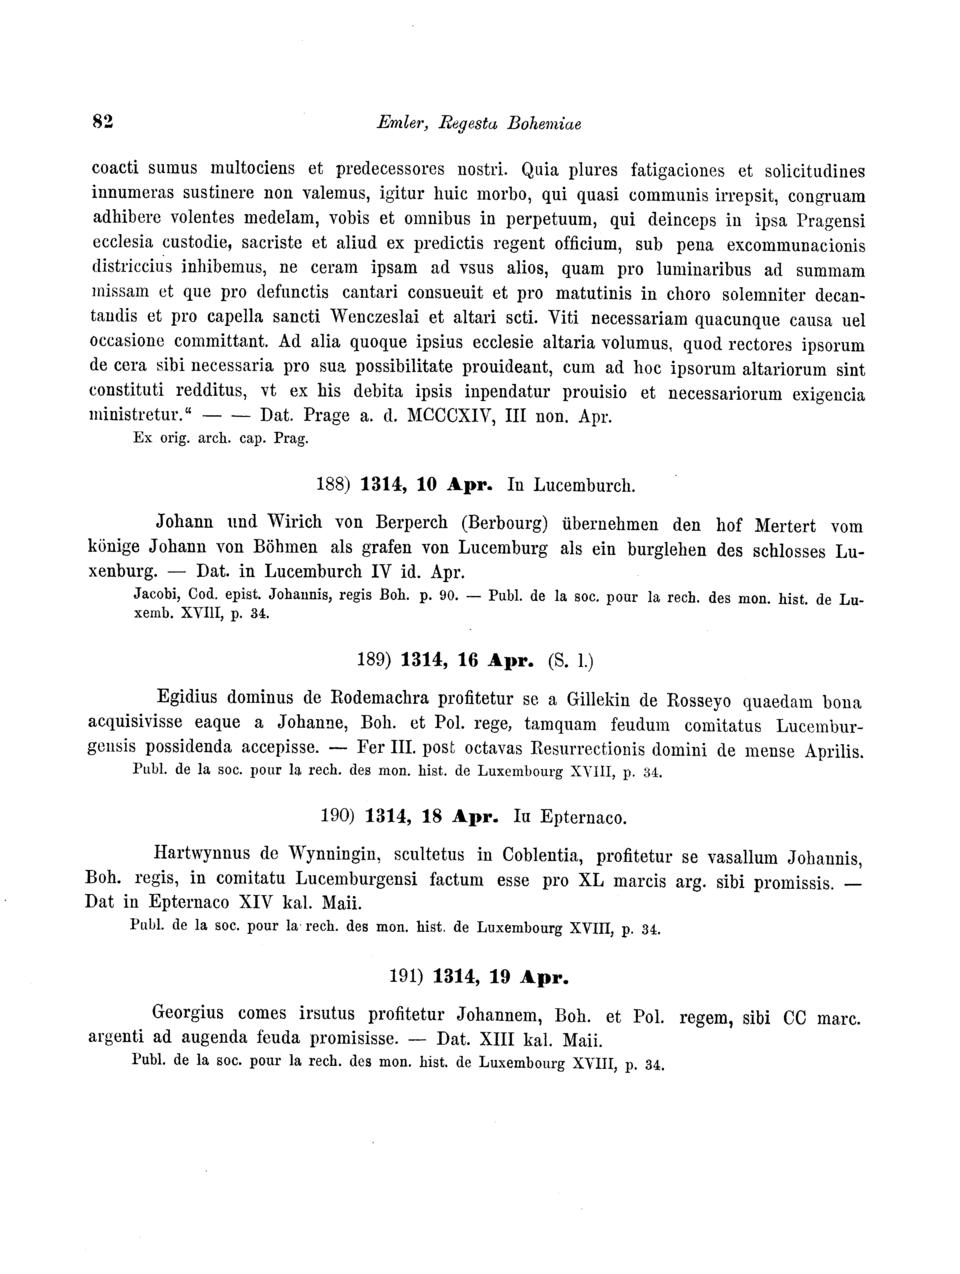 82
Emler, Regesta Bohemiae
coacti sumus multociens et predecessores nostri. Quia plures fatigaciones et solicitudines
innumeras sustinere non valemus, igitur huic morbo, qui quasi communis irrepsit, congruam
adhibere volentes medelam, vobis et omnibus in perpetuum, qui deinceps in ipsa Pragensi
ecclesia custodie, sacriste et aliud ex predictis regent officium, sub pena excommunacionis
districcius inhibemus, ne ceram ipsam ad vsus alios, quam pro luminaribus ad summam
missam et que pro defunctis cantari consueuit et pro matutinis in choro solemniter decan-
tandis et pro capella sancti Wenczeslai et altari scti. Viti necessariam quacunque causa uel
occasione committant. Ad alia quoque ipsius ecclesie altaria volumus, quod rectores ipsorum
de cera sibi necessaria pro sua possibilitate prouideant, cum ad hoc ipsorum altariorum sint
constituti redditus, vt ex his debita ipsis inpendatur prouisio et necessariorum exigencia
ministretur.“ — — Dat. Prage a. d. MCCCXIV, III non. Apr.
Ex orig. arch. cap. Prag.
188) 1314, 10 Apr. In Lucemburch.
Johann und Wirich von Berperch (Berbourg) übernehmen den hof Mertert vom
könige Johann von Böhmen als grafen von Lucemburg als ein burglehen des schlosses Lu-
xenburg. — Dat. in Lucemburch IV id. Apr.
Jacobi, Cod. epist. Johannis, regis Boh. p. 90. — Publ. de la soc. pour la rech. des mon. hist. de Lu-
xemb. XVIII, p. 34.
189) 1314, 16 Apr. (S. l.)
Egidius dominus de Rodemachra profitetur se a Gillekin de Rosseyo quaedam bona
acquisivisse eaque a Johanne, Boh. et Pol. rege, tamquam feudum comitatus Lucembur-
gensis possidenda accepisse. — Fer III. post octavas Resurrectionis domini de mense Aprilis.
Publ. de la soc. pour la rech. des mon. hist. de Luxembourg XVIII, p. 34.
190) 1314, 18 Apr. In Epternaco.
Hartwynnus de Wynningin, scultetus in Coblentia, profitetur se vasallum Johannis,
Boh. regis, in comitatu Lucemburgensi factum esse pro XL marcis arg. sibi promissis. —
Dat in Epternaco XIV kal. Maii.
Publ. de la soc. pour la rech. des mon. hist. de Luxembourg XVIII, p. 34.
191) 1314, 19 Apr.
Georgius comes irsutus profitetur Johannem, Boh. et Pol. regem, sibi CC marc.
argenti ad augenda feuda promisisse. — Dat. XIII kal. Maii.
Publ. de la soc. pour la rech. des mon. hist. de Luxembourg XVIII, p. 34.